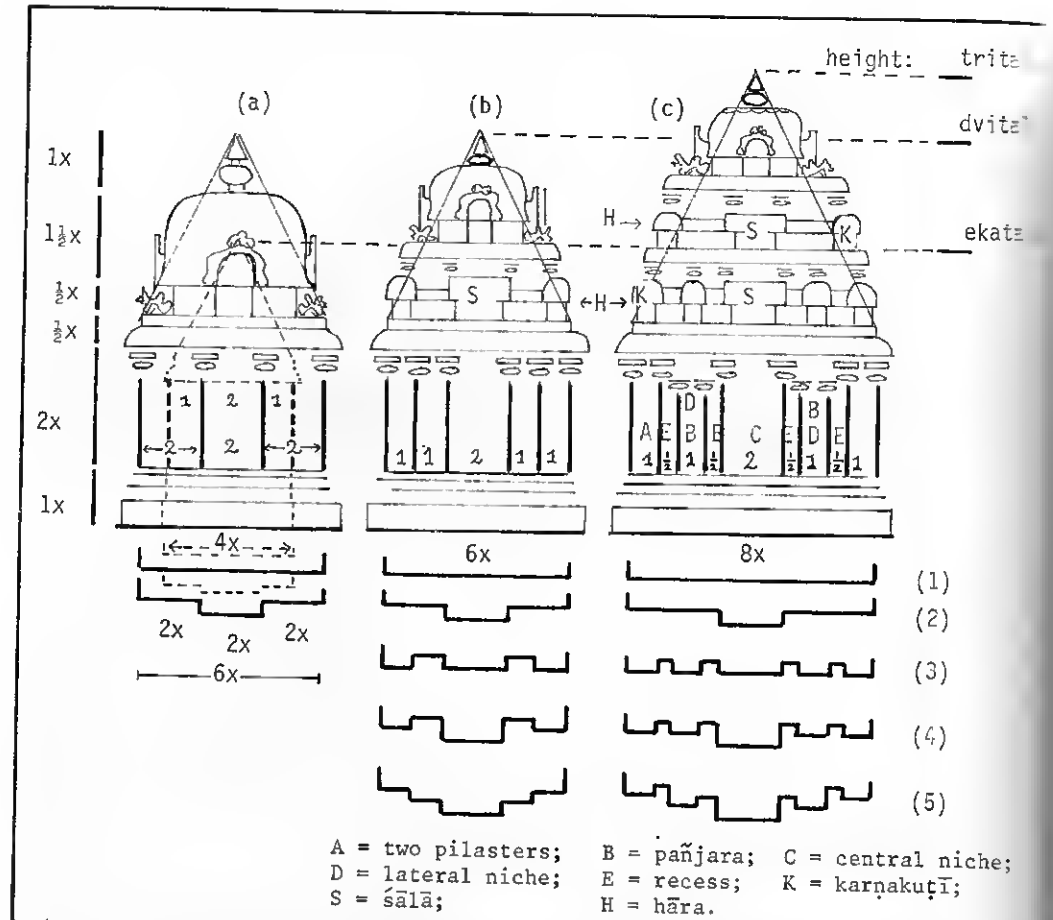 height: trita
(a) (b) (c)
dvital
1x
H→
S K
ekata
1½x
½x
S ←H→ K S
½x
1 2 1
2x
D B
A E B B C E D E
←2→ 2 ←2→ 1 1 2 1 1 1 ½ 1 ½ 2 ½ 1 ½ 1
1x
4x 6x 8x
(1)
(2)
2x 2x 2x
6x
(3)
(4)
(5)
A = two pilasters; B = pañjara; C = central niche;
D = lateral niche; E = recess; K = karṇakuṭī;
S = śālā; H = hāra.